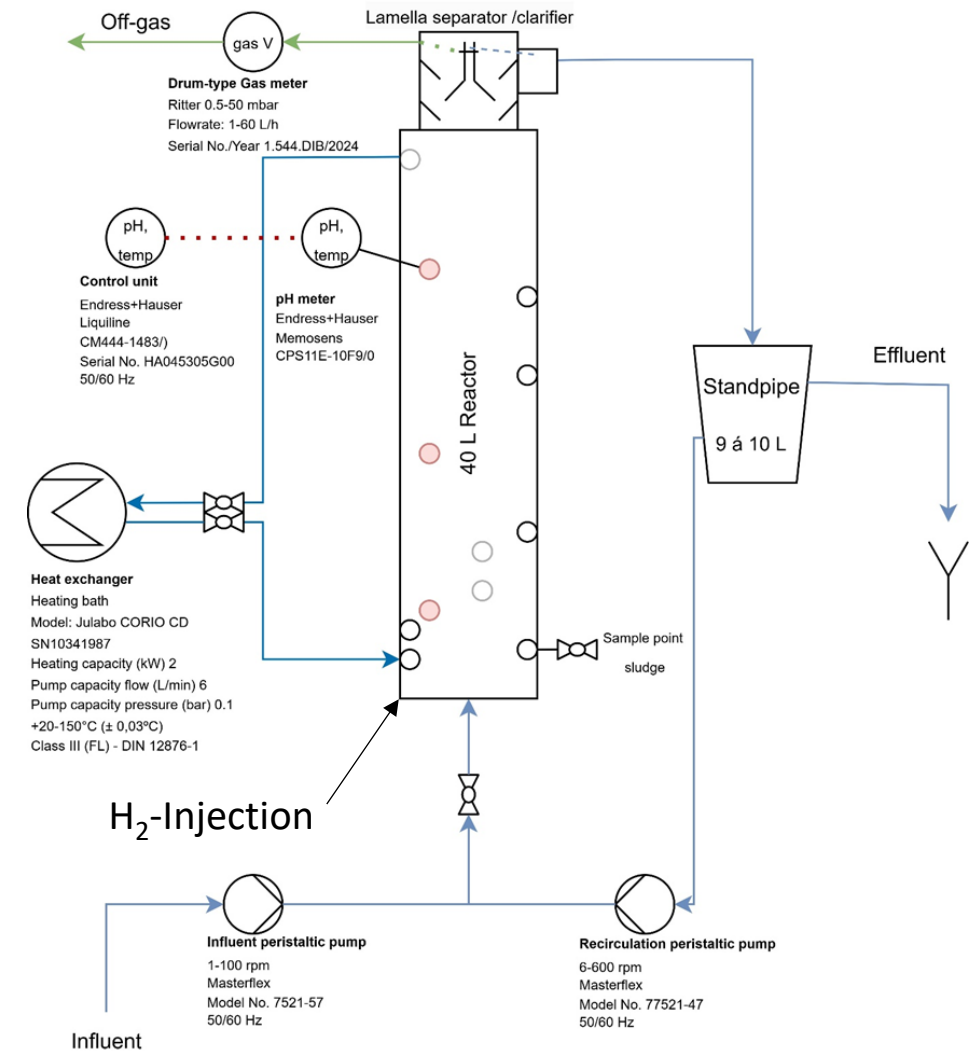 Lamella separator /clarifier
Off-gas
gas V
Drum-type Gas meter
Ritter 0.5-50 mbar
Flowrate: 1-60 L/h
Serial No./Year 1.544.DIB/2024
pH,
temp
Control unit
Endress+Hauser
Liquiline
CM444-1483/)
Serial No. HA045305G00
50/60 Hz
pH,
temp
pH meter
Endress+Hauser
Memosens
CPS11E-10F9/0
40 L Reactor
Standpipe
9 á 10 L
Effluent
Heat exchanger
Heating bath
Model: Julabo CORIO CD
SN10341987
Heating capacity (kW) 2
Pump capacity flow (L/min) 6
Pump capacity pressure (bar) 0.1
+20-150°C (± 0,03ºC)
Class III (FL) - DIN 12876-1
Sample point
sludge
H₂-Injection
Influent peristaltic pump
1-100 rpm
Masterflex
Model No. 7521-57
50/60 Hz
Recirculation peristaltic pump
6-600 rpm
Masterflex
Model No. 77521-47
50/60 Hz
Influent